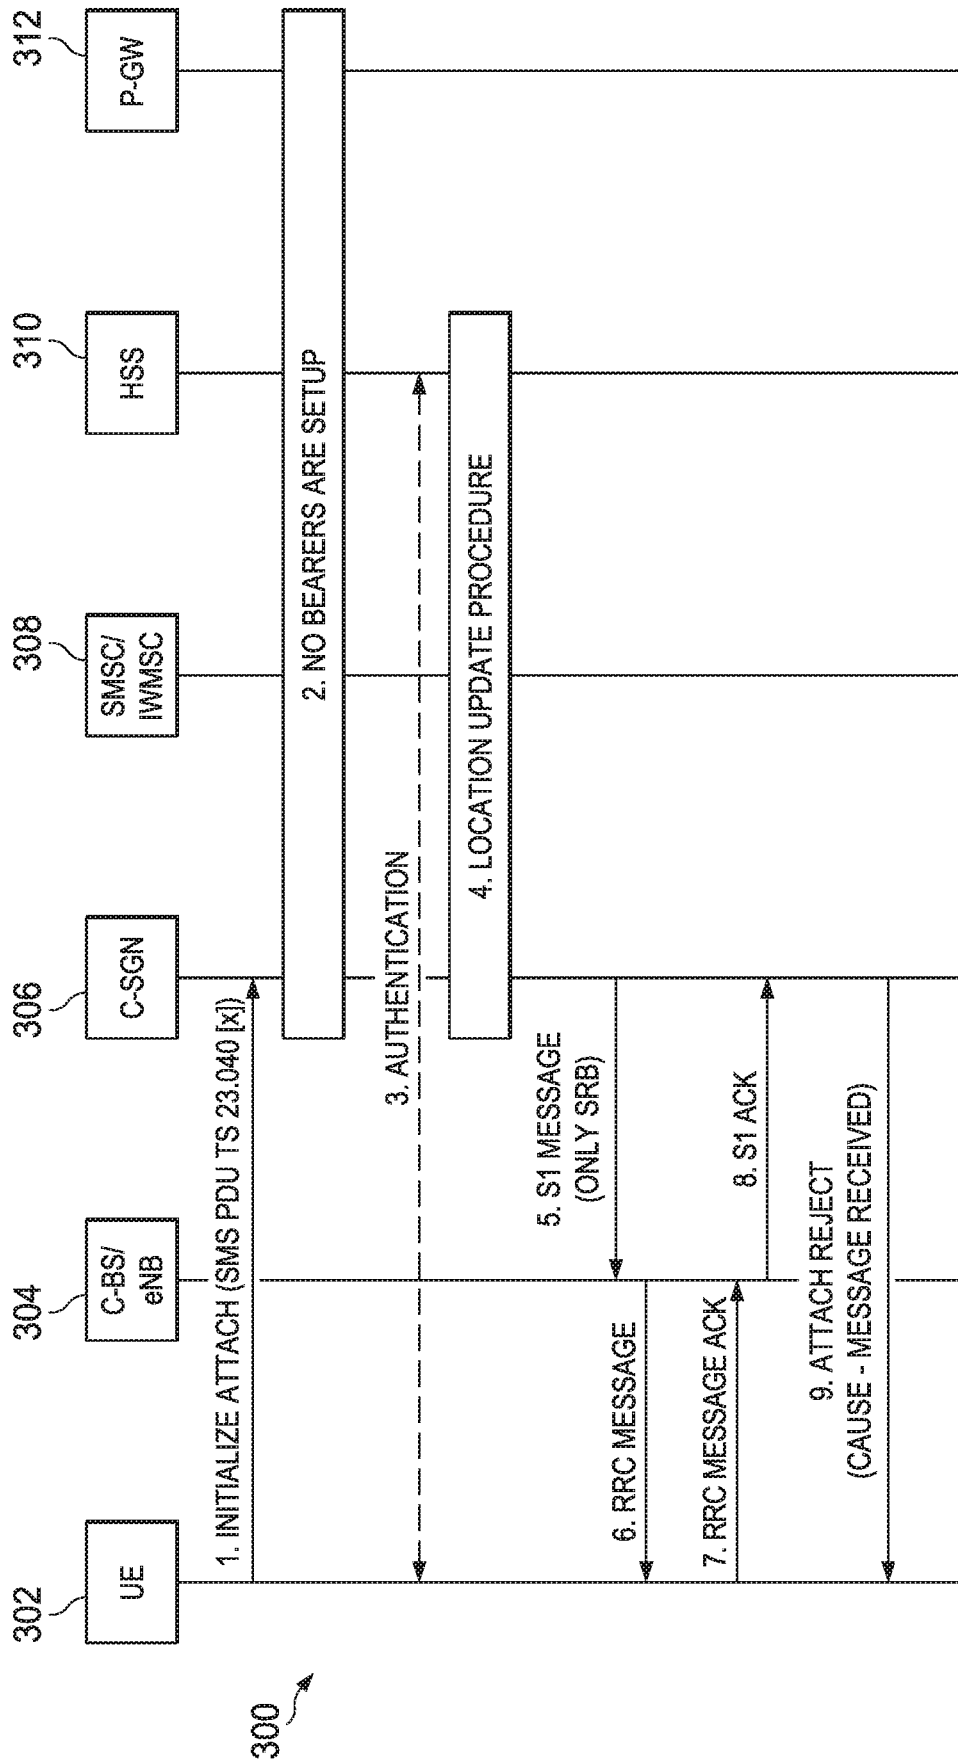 300
302
304
306
308
310
312
UE
C-BS/
eNB
C-SGN
SMSC/
IWMSC
HSS
P-GW
1. INITIALIZE ATTACH (SMS PDU TS 23.040 [x])
2. NO BEARERS ARE SETUP
3. AUTHENTICATION
4. LOCATION UPDATE PROCEDURE
5. S1 MESSAGE
(ONLY SRB)
6. RRC MESSAGE
7. RRC MESSAGE ACK
8. S1 ACK
9. ATTACH REJECT
(CAUSE - MESSAGE RECEIVED)